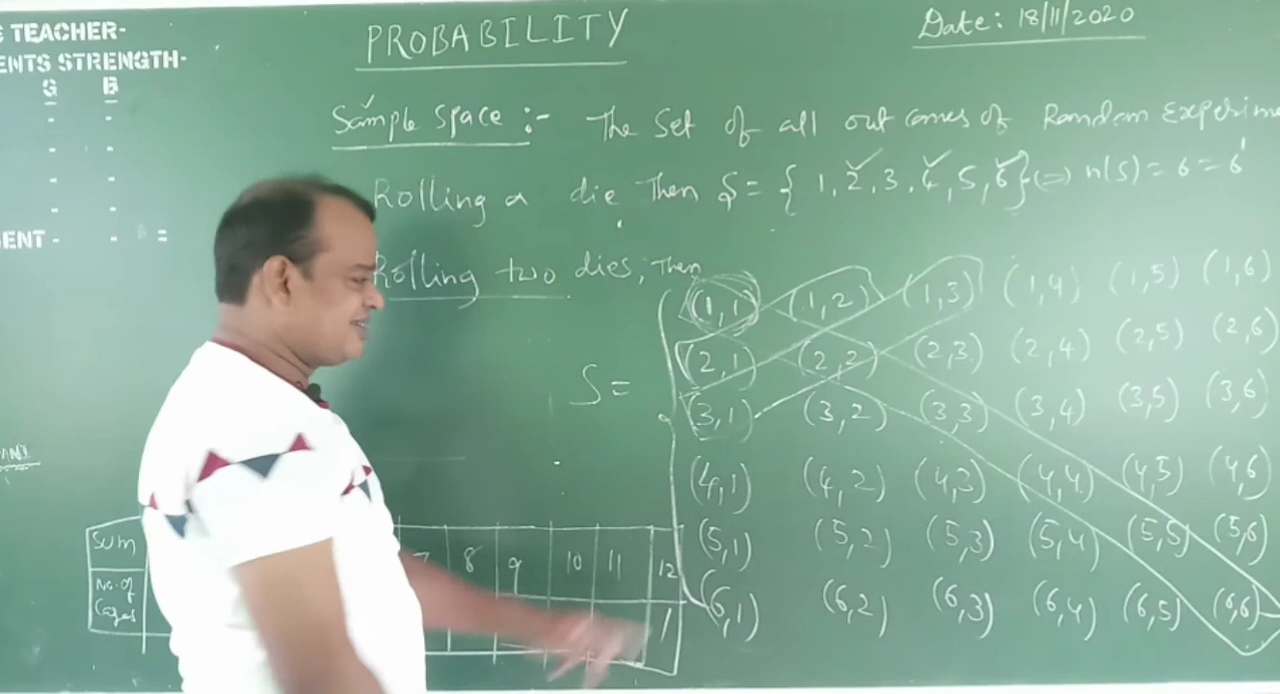 TEACHER-
ENTS STRENGTH-
G B
- -
- -
- -
- -
ENT - - =
PROBABILITY
Date: 18/11/2020
Sample space :- The Set of all out comes of Random Experime
Rolling a die Then S = { 1, 2, 3, 4, 5, 6 } ⇔ n(S) = 6 = 6¹
Rolling two dies, Then
S =
(1,1) (1,2) (1,3) (1,4) (1,5) (1,6)
(2,1) (2,2) (2,3) (2,4) (2,5) (2,6)
(3,1) (3,2) (3,3) (3,4) (3,5) (3,6)
(4,1) (4,2) (4,3) (4,4) (4,5) (4,6)
(5,1) (5,2) (5,3) (5,4) (5,5) (5,6)
(6,1) (6,2) (6,3) (6,4) (6,5) (6,6)
Sum 7 8 9 10 11 12
No. of Cases 1